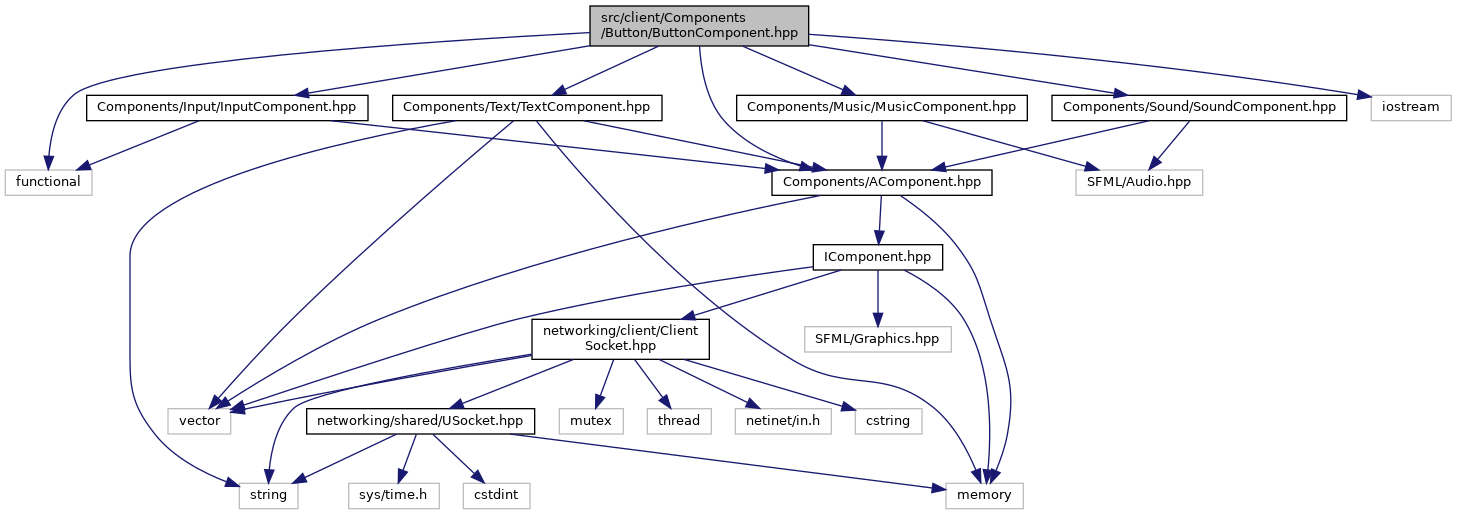 src/client/Components
/Button/ButtonComponent.hpp
Components/Input/InputComponent.hpp
Components/Text/TextComponent.hpp
Components/Music/MusicComponent.hpp
Components/Sound/SoundComponent.hpp
iostream
functional
Components/AComponent.hpp
SFML/Audio.hpp
IComponent.hpp
networking/client/Client
Socket.hpp
SFML/Graphics.hpp
vector
networking/shared/USocket.hpp
mutex
thread
netinet/in.h
cstring
string
sys/time.h
cstdint
memory